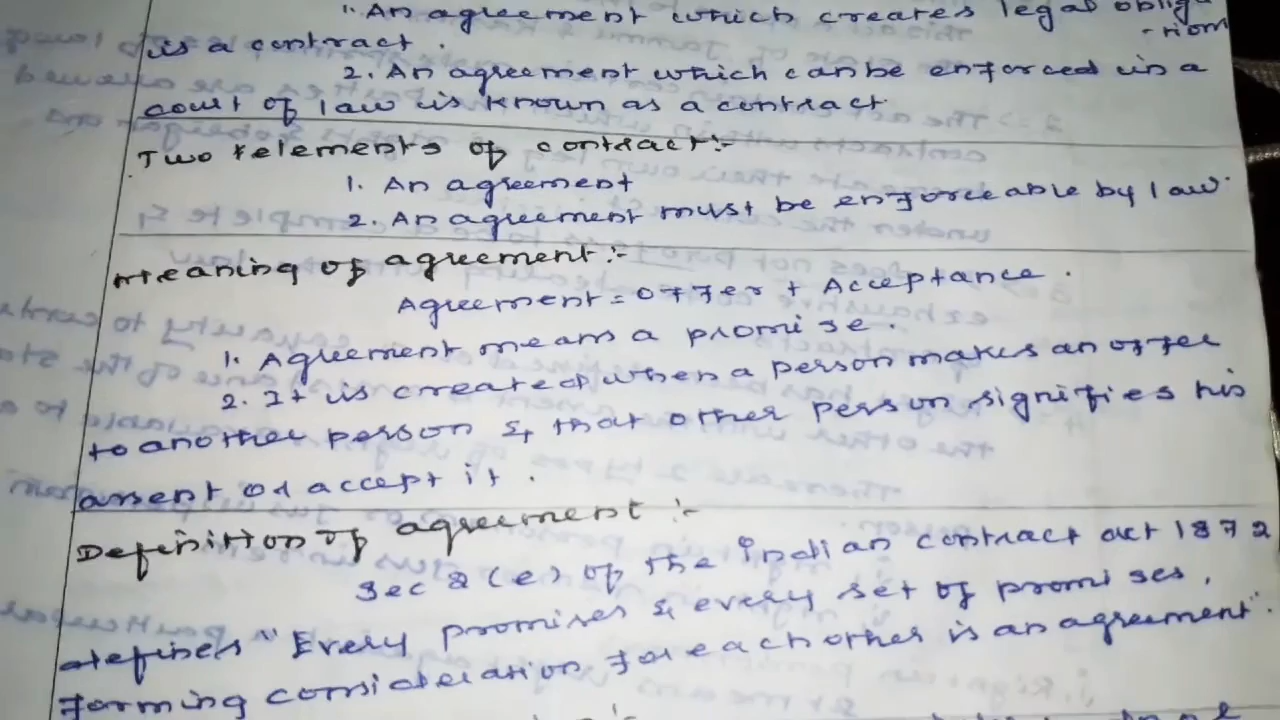 1. An agreement which creates legal oblig
-tion
is a contract.
2. An agreement which can be enforced in a
court of law is known as a contract.
Two elements of contract:-
1. An agreement
2. An agreement must be enforceable by law.
Meaning of agreement:-
Agreement = offer + Acceptance.
1. Agreement means a promise.
2. It is created when a person makes an offer
to another person & that other person signifies his
assent or accept it.
Definition of agreement:-
Sec 2(e) of the Indian contract act 1872
defines "Every promises & every set of promises,
forming consideration for each other is an agreement".